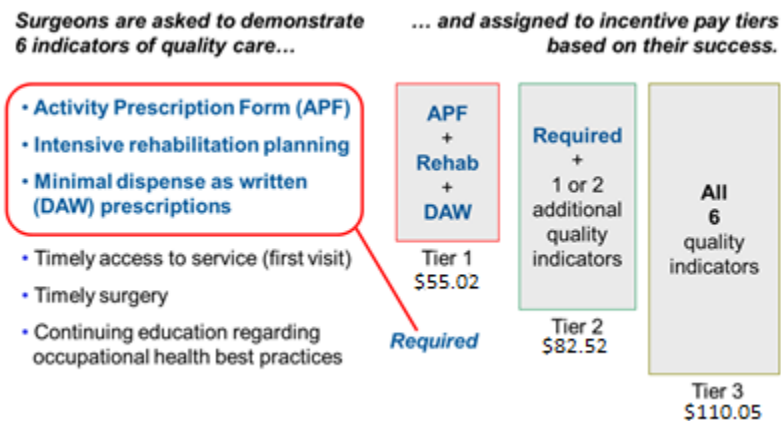 Surgeons are asked to demonstrate
6 indicators of quality care…
• Activity Prescription Form (APF)
• Intensive rehabilitation planning
• Minimal dispense as written
(DAW) prescriptions
• Timely access to service (first visit)
• Timely surgery
• Continuing education regarding
occupational health best practices
Required
… and assigned to incentive pay tiers
based on their success.
APF
+
Rehab
+
DAW
Tier 1
$55.02
Required
+
1 or 2
additional
quality
indicators
Tier 2
$82.52
All
6
quality
indicators
Tier 3
$110.05